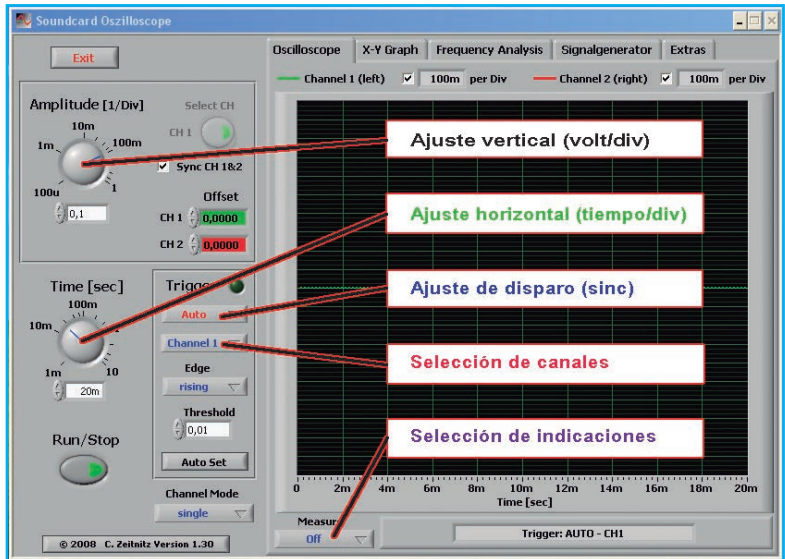 Soundcard Oszilloscope
Exit
Oscilloscope X-Y Graph Frequency Analysis Signalgenerator Extras
Channel 1 (left) 100m per Div Channel 2 (right) 100m per Div
Amplitude [1/Div]
Select CH
10m
CH 1
1m
100m
Sync CH 1&2
100u
1
0,1
Offset
CH 1 0,0000
CH 2 0,0000
Ajuste vertical (volt/div)
Ajuste horizontal (tiempo/div)
Ajuste de disparo (sinc)
Selección de canales
Selección de indicaciones
Time [sec]
100m
10m
1
1m
10
20m
Run/Stop
Auto
Channel 1
Edge
rising
Threshold
0,01
Auto Set
Channel Mode
single
0 2m 4m 6m 8m 10m 12m 14m 16m 18m 20m
Time [sec]
Off
Trigger: AUTO - CH1
© 2008 C. Zeitnitz Version 1.30